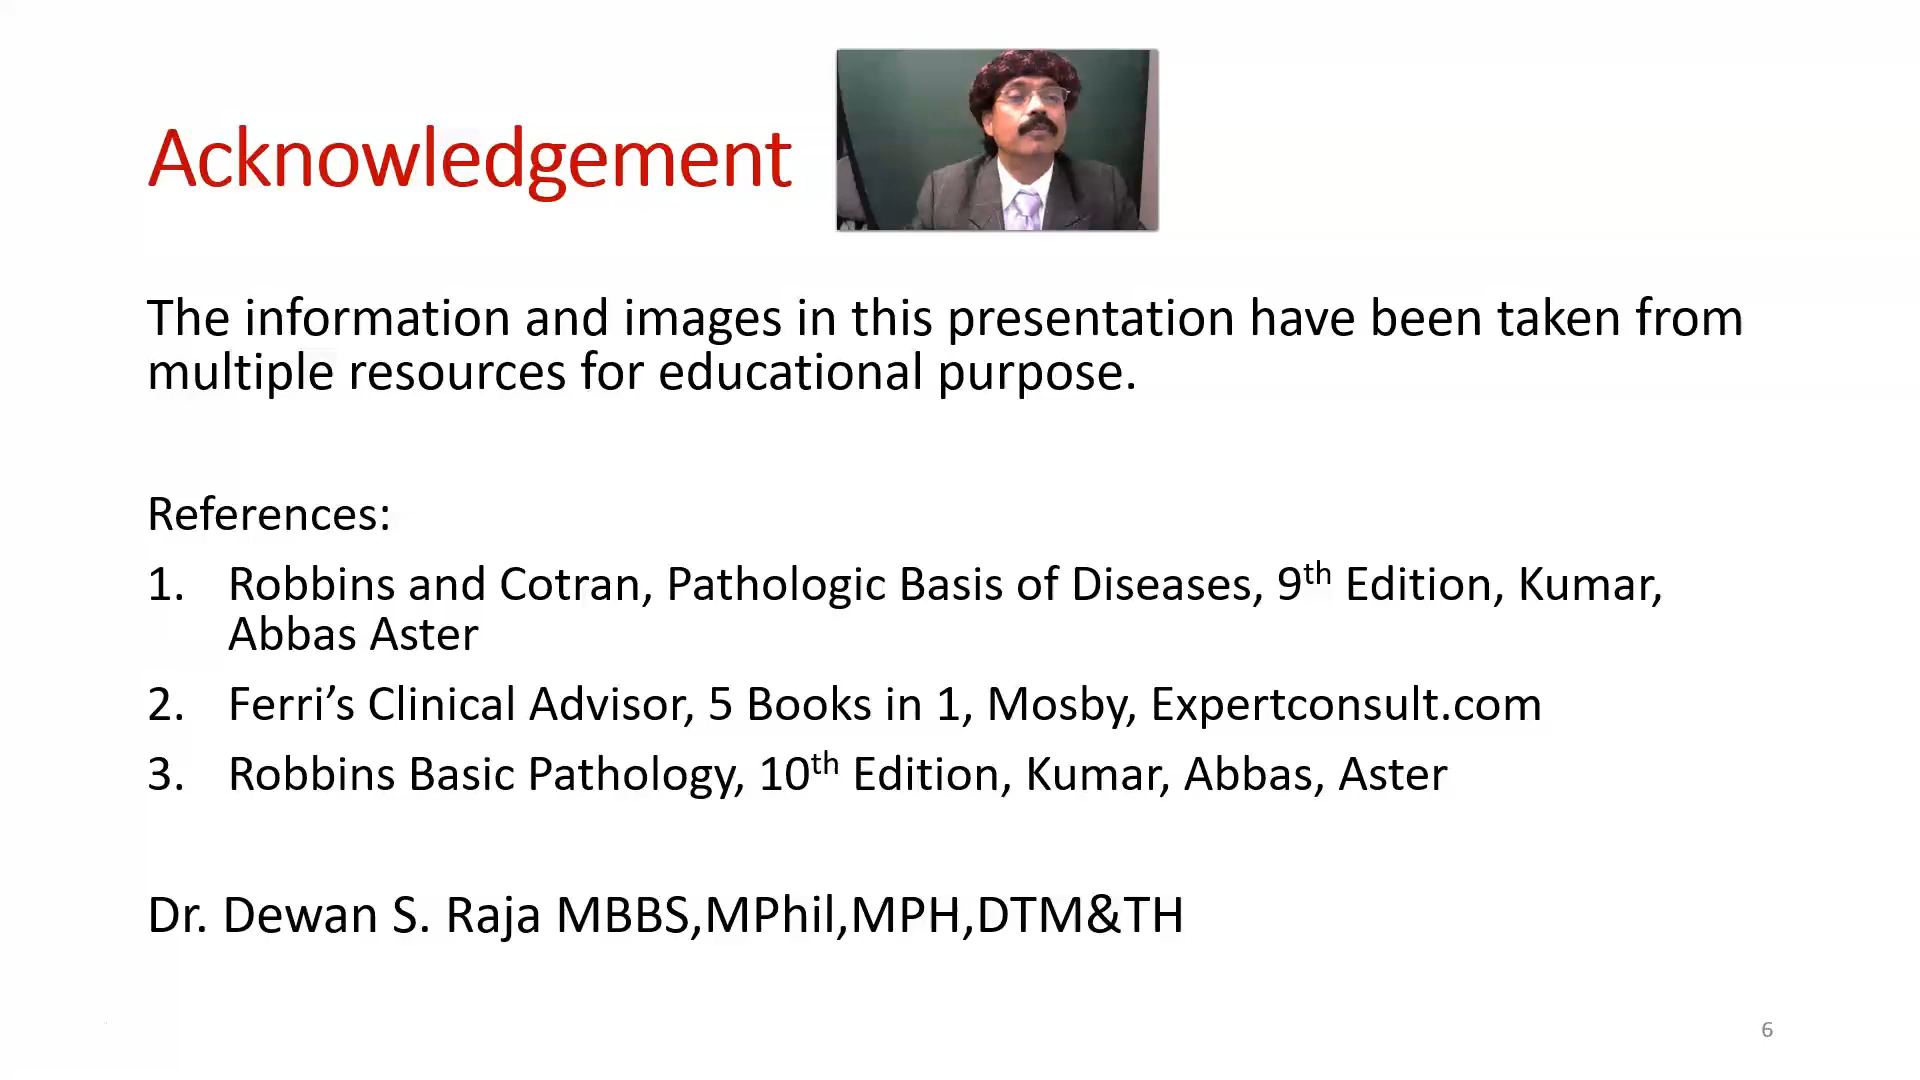 Acknowledgement
The information and images in this presentation have been taken from
multiple resources for educational purpose.
References:
1. Robbins and Cotran, Pathologic Basis of Diseases, 9th Edition, Kumar,
Abbas Aster
2. Ferri’s Clinical Advisor, 5 Books in 1, Mosby, Expertconsult.com
3. Robbins Basic Pathology, 10th Edition, Kumar, Abbas, Aster
Dr. Dewan S. Raja MBBS,MPhil,MPH,DTM&TH
6